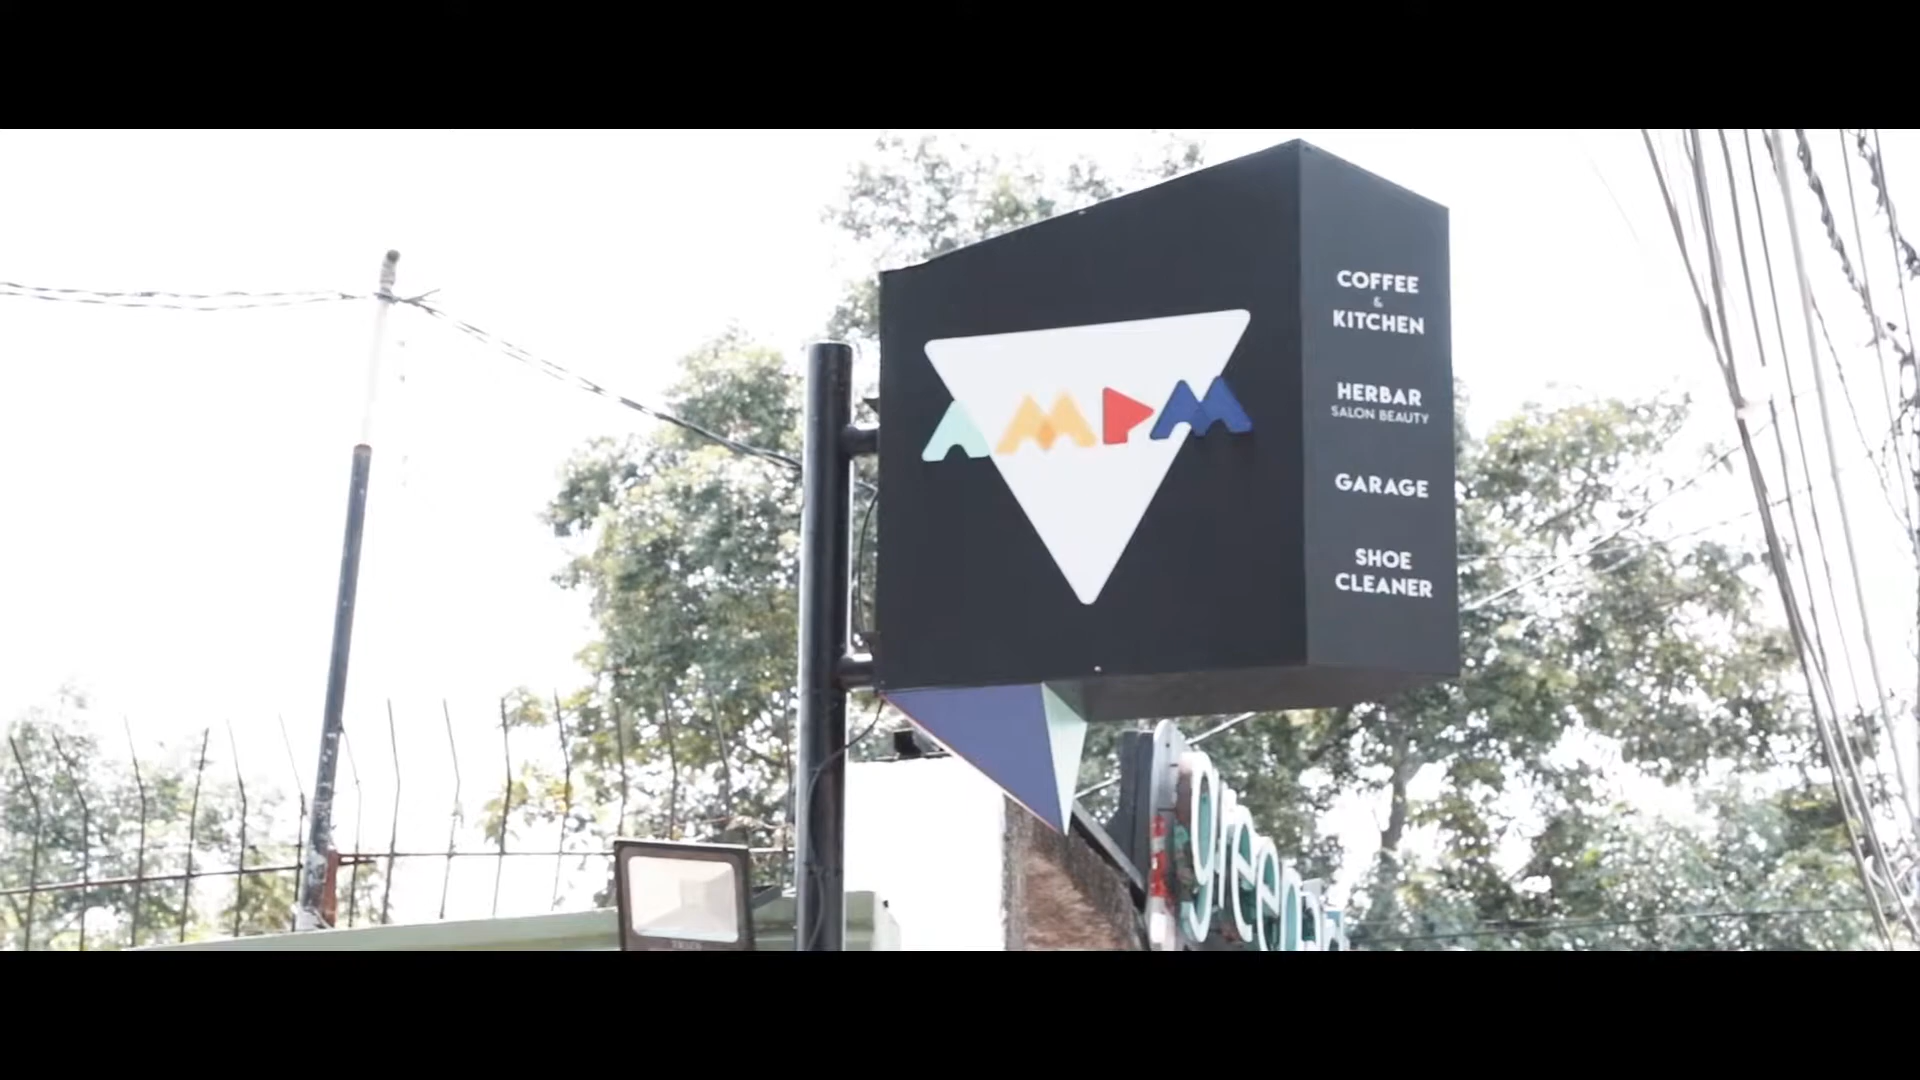 AMPM
COFFEE
&
KITCHEN
HERBAR
SALON BEAUTY
GARAGE
SHOE
CLEANER